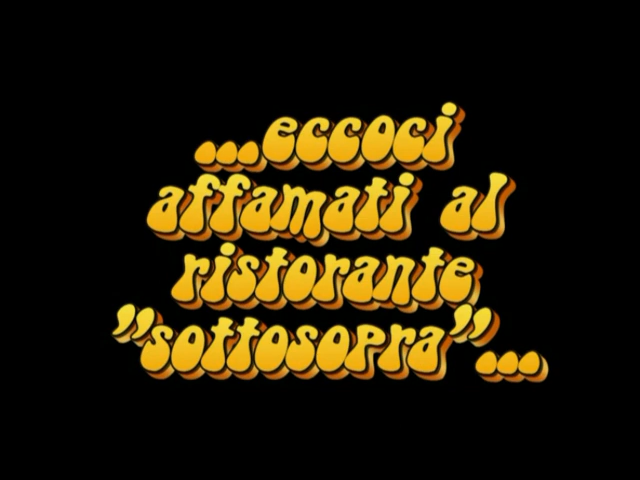 ...eccoci
affamati al
ristorante
"sottosopra"...